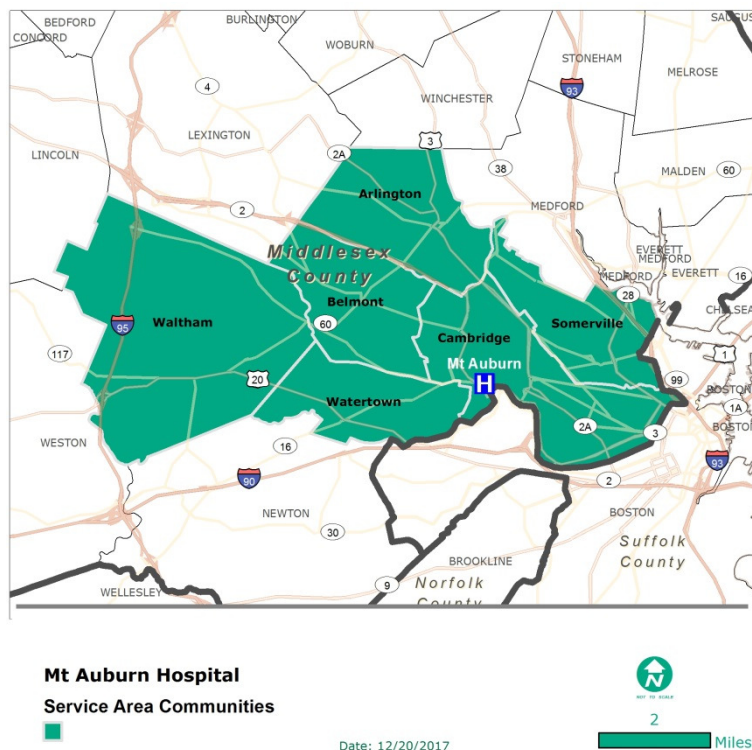 BEDFORD
CONCORD
BURLINGTON
SAUGUS
WOBURN
STONEHAM
MELROSE
4
93
WINCHESTER
LEXINGTON
3
2A
LINCOLN
38
MALDEN
60
Arlington
2
MEDFORD
Middlesex
County
EVERETT
MEDFORD
MEDFORD
EVERETT
16
28
Belmont
CHELSEA
95
Waltham
60
Somerville
Cambridge
117
Mt Auburn
H
1
99
20
BOSTON
Watertown
1A
2A
BOSTON
3
WESTON
16
93
90
2
NEWTON
BOSTON
30
Suffolk
County
BROOKLINE
9
Norfolk
County
WELLESLEY
Mt Auburn Hospital
Service Area Communities
N
NOT TO SCALE
2
Miles
Date: 12/20/2017